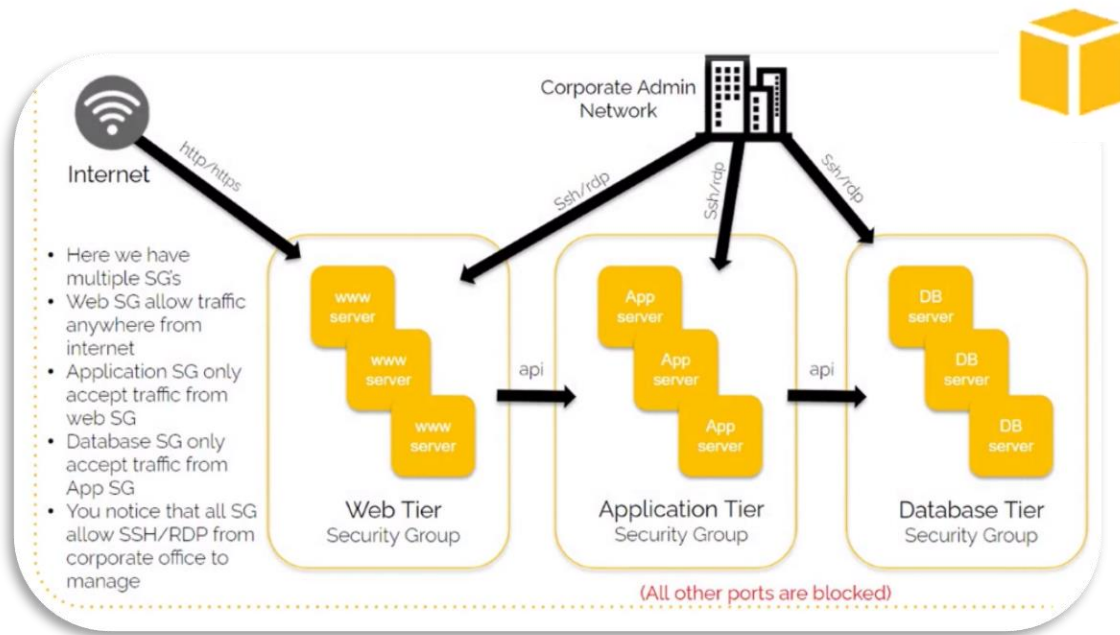 Corporate Admin
Network
Internet
http/https
Ssh/rdp
Ssh/rdp
Ssh/rdp
• Here we have
multiple SG's
• Web SG allow traffic
anywhere from
internet
• Application SG only
accept traffic from
web SG
• Database SG only
accept traffic from
App SG
• You notice that all SG
allow SSH/RDP from
corporate office to
manage
www
server
www
server
www
server
Web Tier
Security Group
api
App
server
App
server
App
server
Application Tier
Security Group
api
DB
server
DB
server
DB
server
Database Tier
Security Group
(All other ports are blocked)